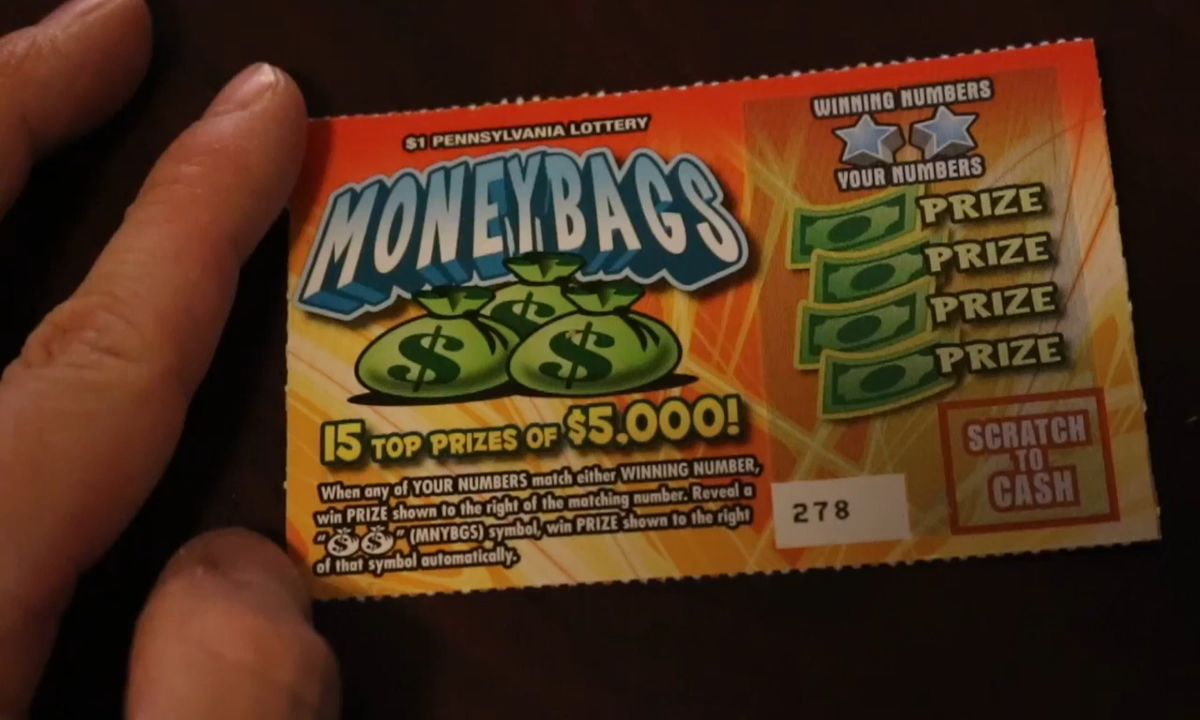 $1 PENNSYLVANIA LOTTERY
MONEYBAGS
$ $ $
15 TOP PRIZES OF $5,000!
When any of YOUR NUMBERS match either WINNING NUMBER,
win PRIZE shown to the right of the matching number. Reveal a
" $ $ " (MNYBGS) symbol, win PRIZE shown to the right
of that symbol automatically.
WINNING NUMBERS
YOUR NUMBERS
PRIZE
PRIZE
PRIZE
PRIZE
SCRATCH
TO
CASH
278